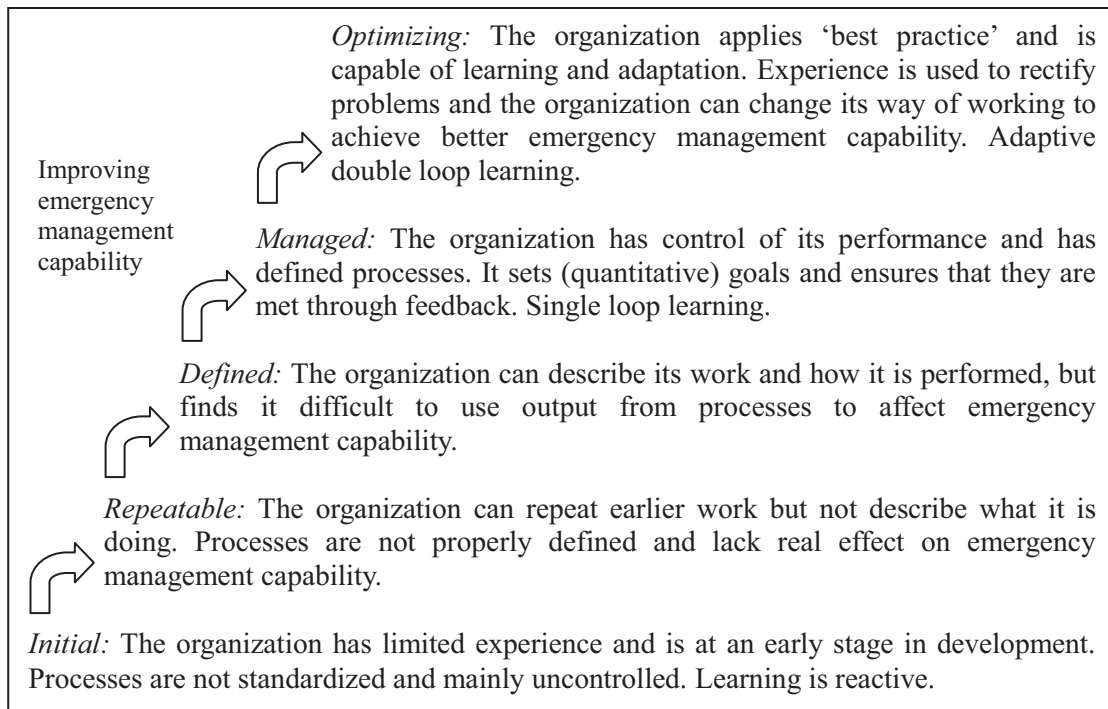 Optimizing: The organization applies ‘best practice’ and is
capable of learning and adaptation. Experience is used to rectify
problems and the organization can change its way of working to
achieve better emergency management capability. Adaptive
double loop learning.
Improving
emergency
management
capability
Managed: The organization has control of its performance and has
defined processes. It sets (quantitative) goals and ensures that they are
met through feedback. Single loop learning.
Defined: The organization can describe its work and how it is performed, but
finds it difficult to use output from processes to affect emergency
management capability.
Repeatable: The organization can repeat earlier work but not describe what it is
doing. Processes are not properly defined and lack real effect on emergency
management capability.
Initial: The organization has limited experience and is at an early stage in development.
Processes are not standardized and mainly uncontrolled. Learning is reactive.